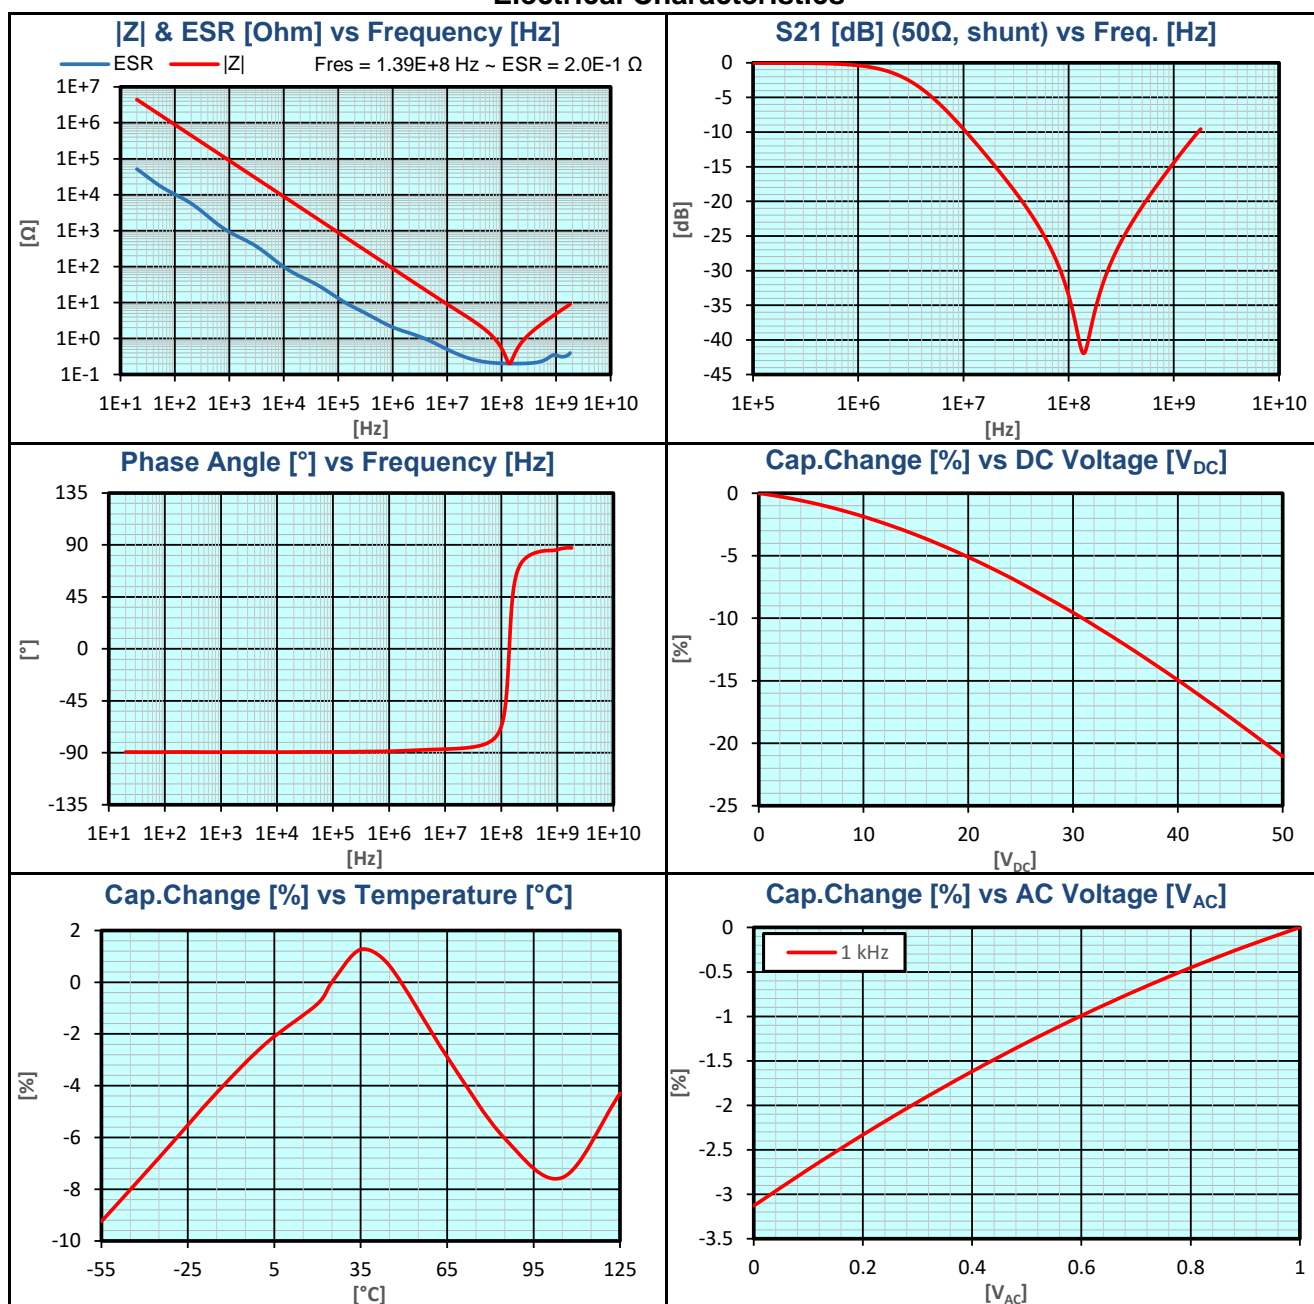 Electrical Characteristics
|Z| & ESR [Ohm] vs Frequency [Hz]
ESR |Z| Fres = 1.39E+8 Hz ~ ESR = 2.0E-1 Ω
1E+7
1E+6
1E+5
1E+4
1E+3
1E+2
1E+1
1E+0
1E-1
[Ω]
1E+1 1E+2 1E+3 1E+4 1E+5 1E+6 1E+7 1E+8 1E+9 1E+10
[Hz]
S21 [dB] (50Ω, shunt) vs Freq. [Hz]
0
-5
-10
-15
-20
-25
-30
-35
-40
-45
[dB]
1E+5 1E+6 1E+7 1E+8 1E+9 1E+10
[Hz]
Phase Angle [°] vs Frequency [Hz]
135
90
45
0
-45
-90
-135
[°]
1E+1 1E+2 1E+3 1E+4 1E+5 1E+6 1E+7 1E+8 1E+9 1E+10
[Hz]
Cap.Change [%] vs DC Voltage [VDC]
0
-5
-10
-15
-20
-25
[%]
0 10 20 30 40 50
[VDC]
Cap.Change [%] vs Temperature [°C]
2
0
-2
-4
-6
-8
-10
[%]
-55 -25 5 35 65 95 125
[°C]
Cap.Change [%] vs AC Voltage [VAC]
1 kHz
0
-0.5
-1
-1.5
-2
-2.5
-3
-3.5
[%]
0 0.2 0.4 0.6 0.8 1
[VAC]